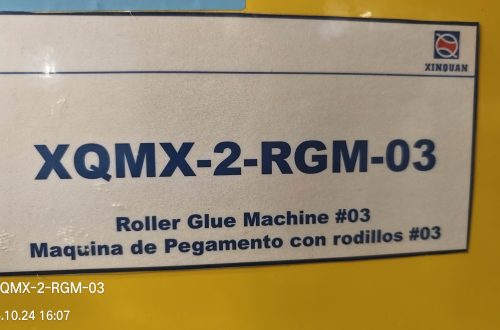 XINQUAN
XQMX-2-RGM-03
Roller Glue Machine #03
Maquina de Pegamento con rodillos #03
QMX-2-RGM-03
.10.24 16:07